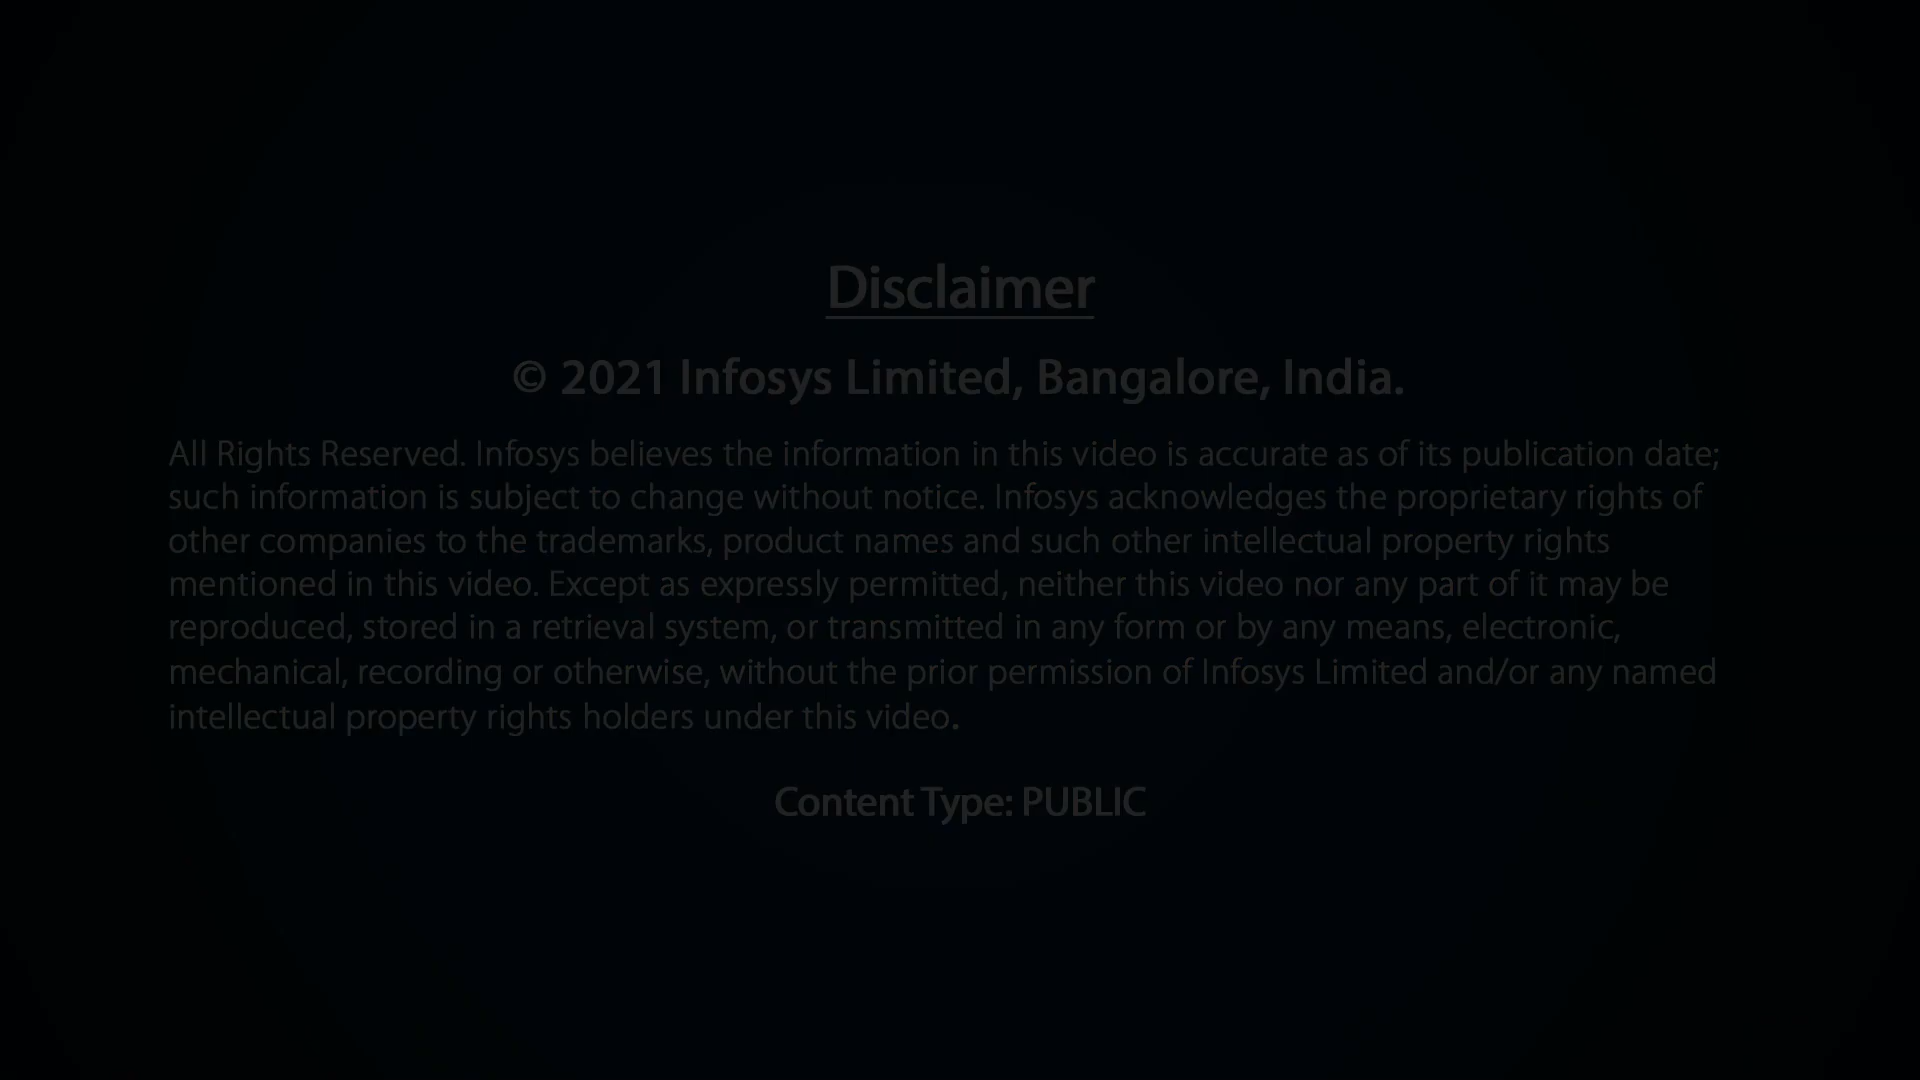 Disclaimer
© 2021 Infosys Limited, Bangalore, India.
All Rights Reserved. Infosys believes the information in this video is accurate as of its publication date;
such information is subject to change without notice. Infosys acknowledges the proprietary rights of
other companies to the trademarks, product names and such other intellectual property rights
mentioned in this video. Except as expressly permitted, neither this video nor any part of it may be
reproduced, stored in a retrieval system, or transmitted in any form or by any means, electronic,
mechanical, recording or otherwise, without the prior permission of Infosys Limited and/or any named
intellectual property rights holders under this video.
Content Type: PUBLIC